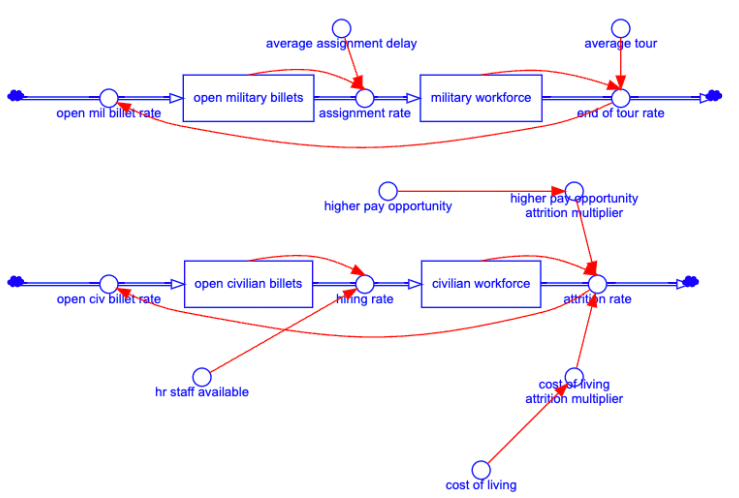 average assignment delay
average tour
open military billets
military workforce
open mil billet rate
assignment rate
end of tour rate
higher pay opportunity
higher pay opportunity
attrition multiplier
open civilian billets
civilian workforce
open civ billet rate
hiring rate
attrition rate
hr staff available
cost of living
attrition multiplier
cost of living